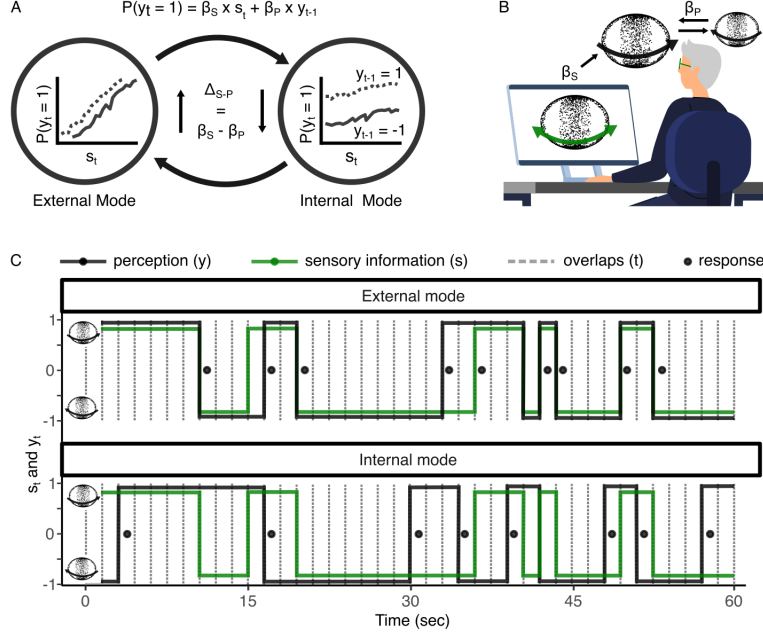 A
P(yt = 1) = βS x st + βP x yt-1
P(yt = 1)
st
External Mode
ΔS-P
=
βS - βP
P(yt = 1)
yt-1 = 1
yt-1 = -1
st
Internal Mode
B
βP
βS
C
perception (y)
sensory information (s)
overlaps (t)
response
External mode
1
0
-1
st and yt
Internal mode
1
0
-1
0
15
30
45
60
Time (sec)